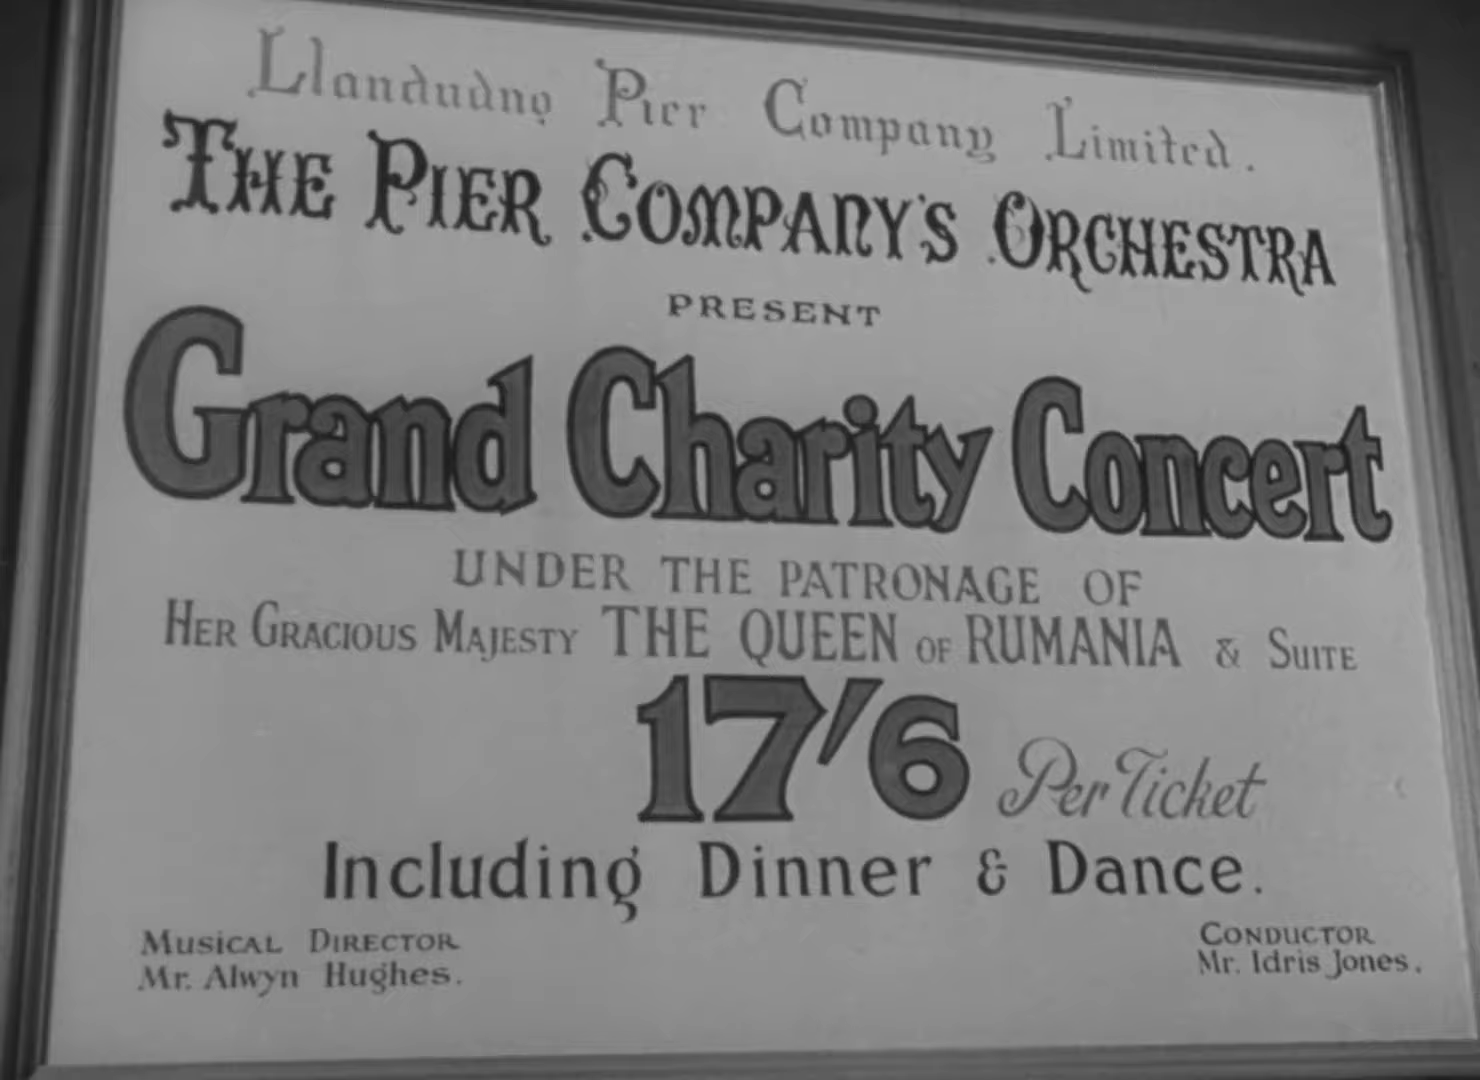 Llandudno Pier Company Limited.
THE PIER COMPANY'S ORCHESTRA
PRESENT
Grand Charity Concert
UNDER THE PATRONAGE OF
HER GRACIOUS MAJESTY THE QUEEN OF RUMANIA & SUITE
17'6 Per Ticket
Including Dinner & Dance.
MUSICAL DIRECTOR
Mr. Alwyn Hughes.
CONDUCTOR
Mr. Idris Jones.